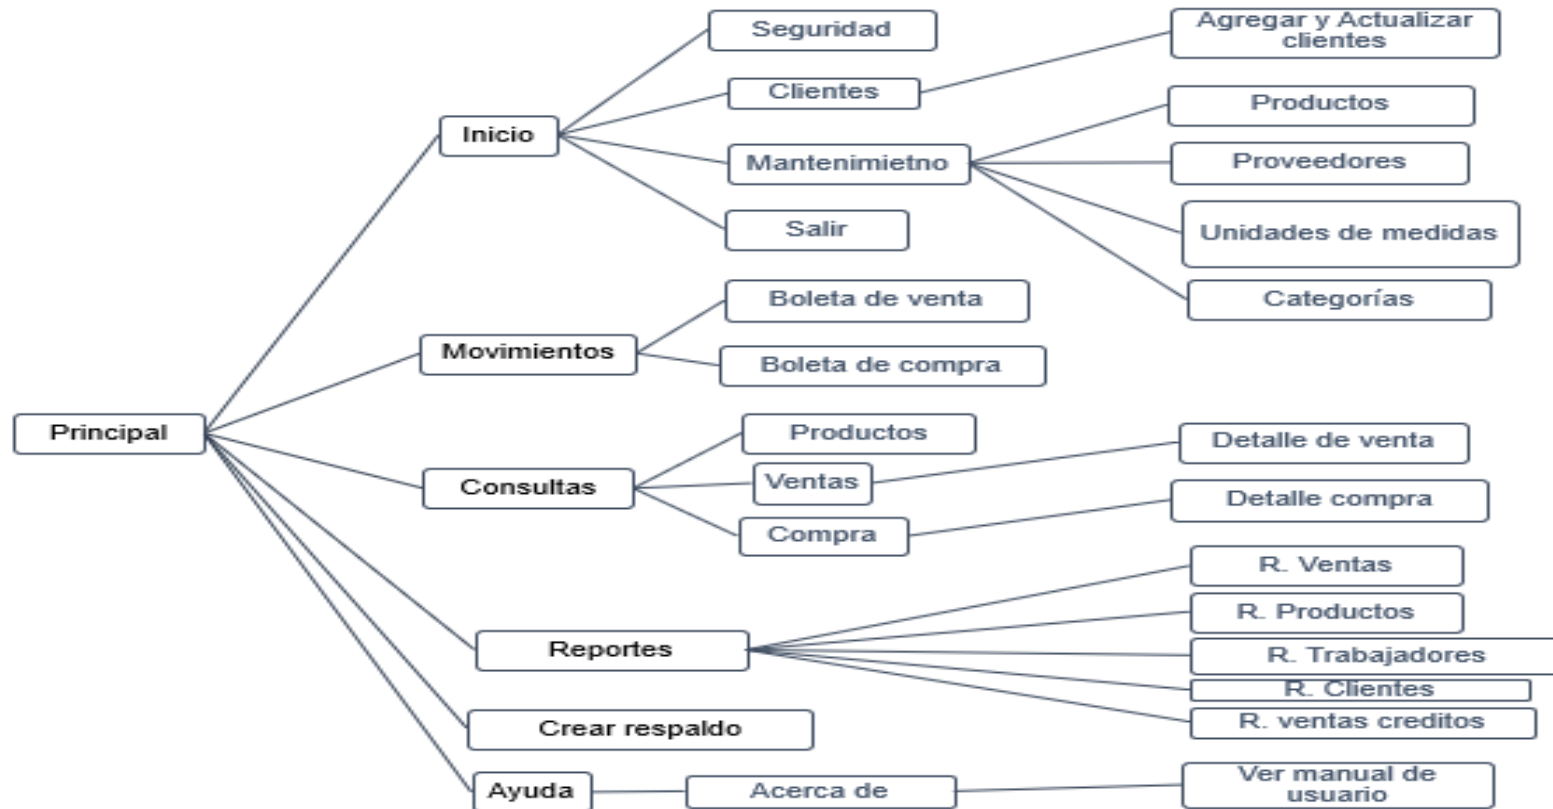 Principal
Inicio
Seguridad
Clientes
Agregar y Actualizar
clientes
Mantenimietno
Productos
Proveedores
Unidades de medidas
Categorías
Salir
Movimientos
Boleta de venta
Boleta de compra
Consultas
Productos
Ventas
Detalle de venta
Compra
Detalle compra
Reportes
R. Ventas
R. Productos
R. Trabajadores
R. Clientes
R. ventas creditos
Crear respaldo
Ayuda
Acerca de
Ver manual de
usuario